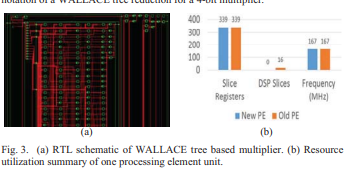 notation of a WALLACE tree reduction for a 4-bit multiplier.
400
300
200
100
0
339 339
0 16
167 167
Slice Registers
DSP Slices
Frequency (MHz)
New PE Old PE
(a) (b)
Fig. 3. (a) RTL schematic of WALLACE tree based multiplier. (b) Resource
utilization summary of one processing element unit.